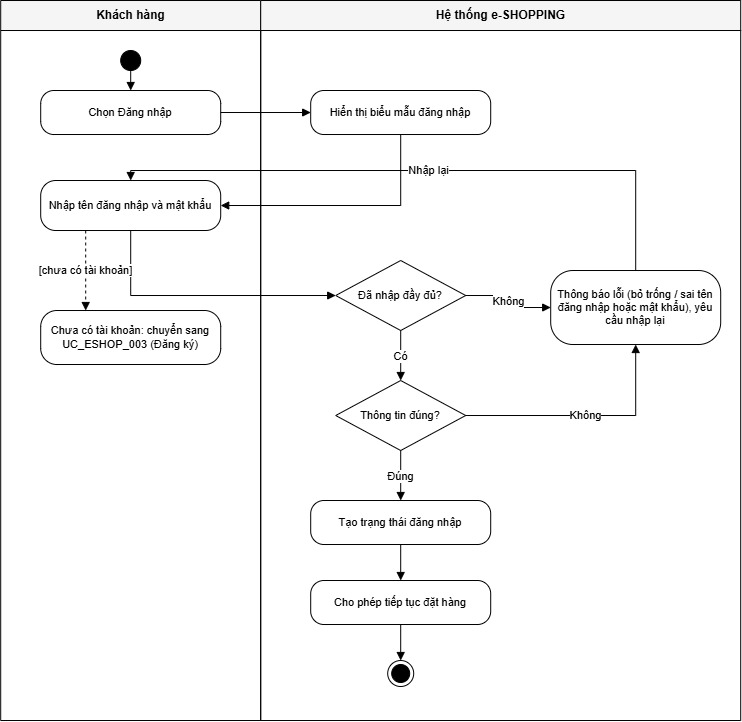 Khách hàng
Hệ thống e-SHOPPING
Chọn Đăng nhập
Hiển thị biểu mẫu đăng nhập
Nhập lại
Nhập tên đăng nhập và mật khẩu
[chưa có tài khoản]
Đã nhập đầy đủ?
Không
Thông báo lỗi (bỏ trống / sai tên
đăng nhập hoặc mật khẩu), yêu
cầu nhập lại
Chưa có tài khoản: chuyển sang
UC_ESHOP_003 (Đăng ký)
Có
Thông tin đúng?
Không
Đúng
Tạo trạng thái đăng nhập
Cho phép tiếp tục đặt hàng